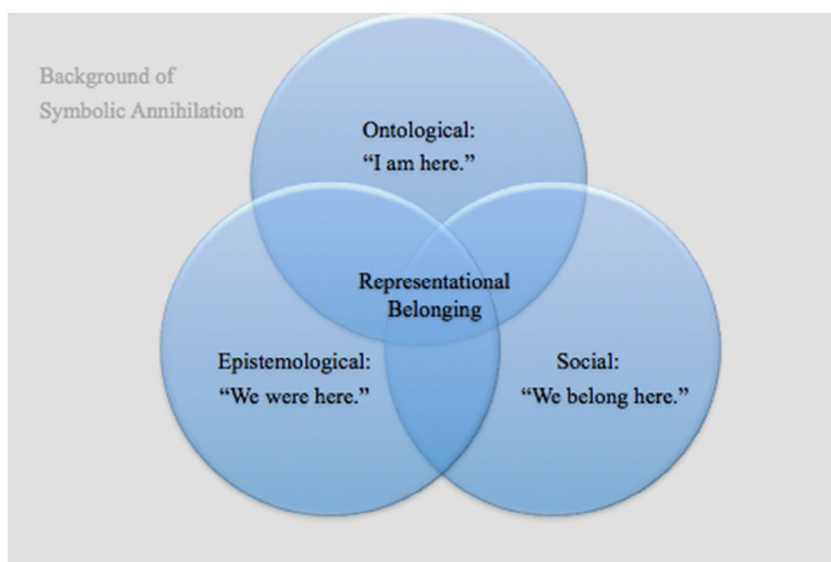 Background of
Symbolic Annihilation
Ontological:
“I am here.”
Representational
Belonging
Epistemological:
“We were here.”
Social:
“We belong here.”